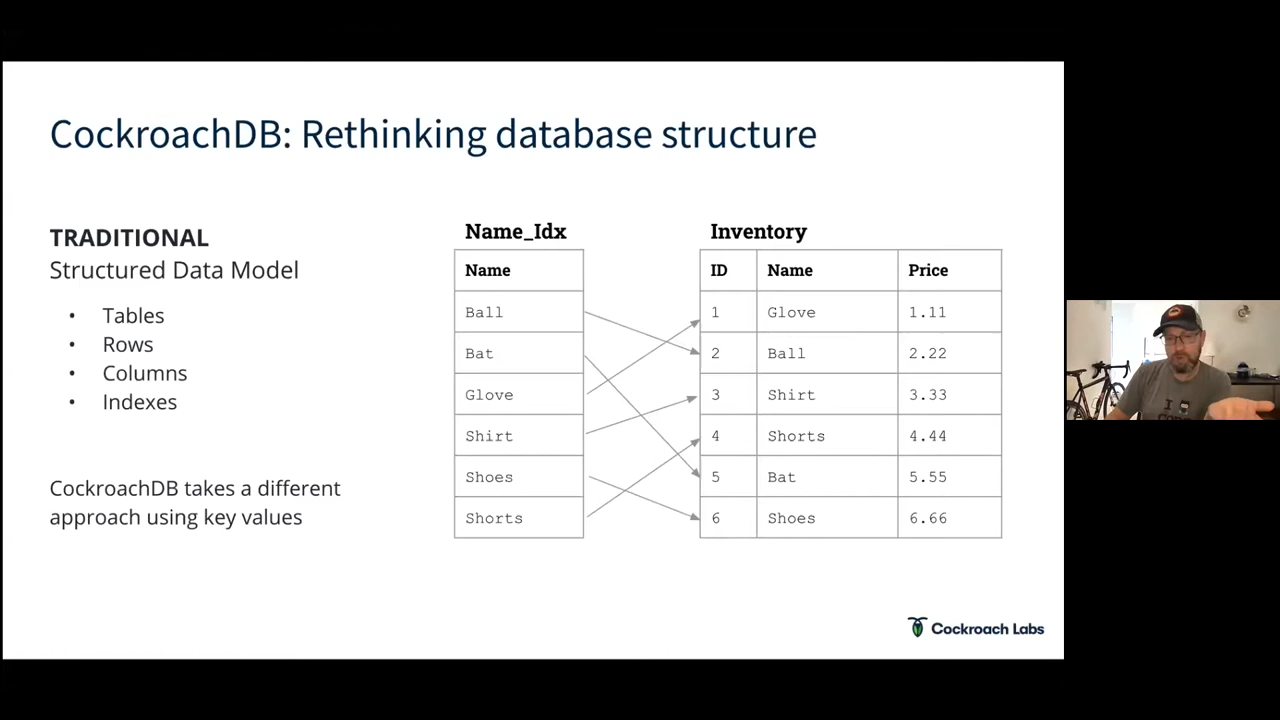 CockroachDB: Rethinking database structure
TRADITIONAL
Structured Data Model
• Tables
• Rows
• Columns
• Indexes
CockroachDB takes a different
approach using key values
Name_Idx
Name
Ball
Bat
Glove
Shirt
Shoes
Shorts
Inventory
ID Name Price
1 Glove 1.11
2 Ball 2.22
3 Shirt 3.33
4 Shorts 4.44
5 Bat 5.55
6 Shoes 6.66
Cockroach Labs
I